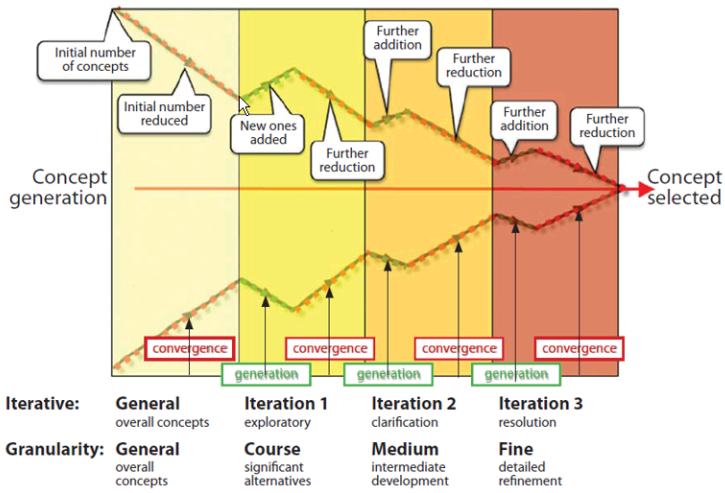 Initial number
of concepts
Initial number
reduced
New ones
added
Further
reduction
Further
addition
Further
reduction
Further
addition
Further
reduction
Concept
generation
Concept
selected
convergence
convergence
convergence
convergence
generation
generation
generation
Iterative:
General
overall concepts
Iteration 1
exploratory
Iteration 2
clarification
Iteration 3
resolution
Granularity:
General
overall
concepts
Course
significant
alternatives
Medium
intermediate
development
Fine
detailed
refinement